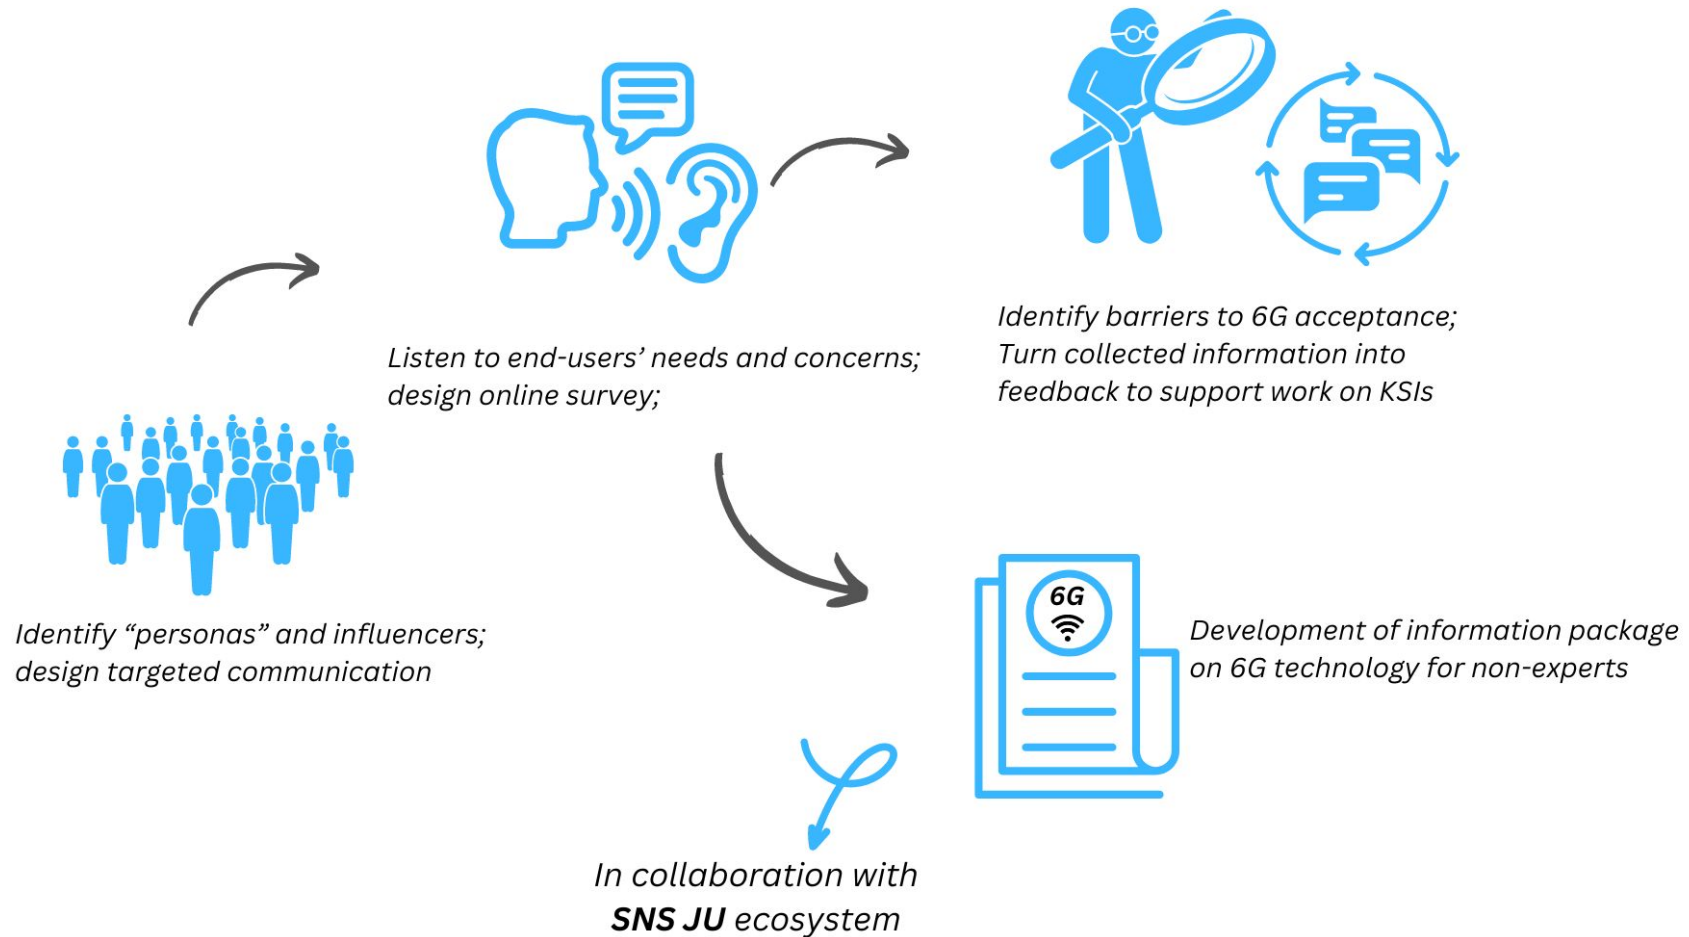 Identify barriers to 6G acceptance;
Turn collected information into
feedback to support work on KSIs
Listen to end-users’ needs and concerns;
design online survey;
Identify “personas” and influencers;
design targeted communication
6G
Development of information package
on 6G technology for non-experts
In collaboration with
SNS JU ecosystem